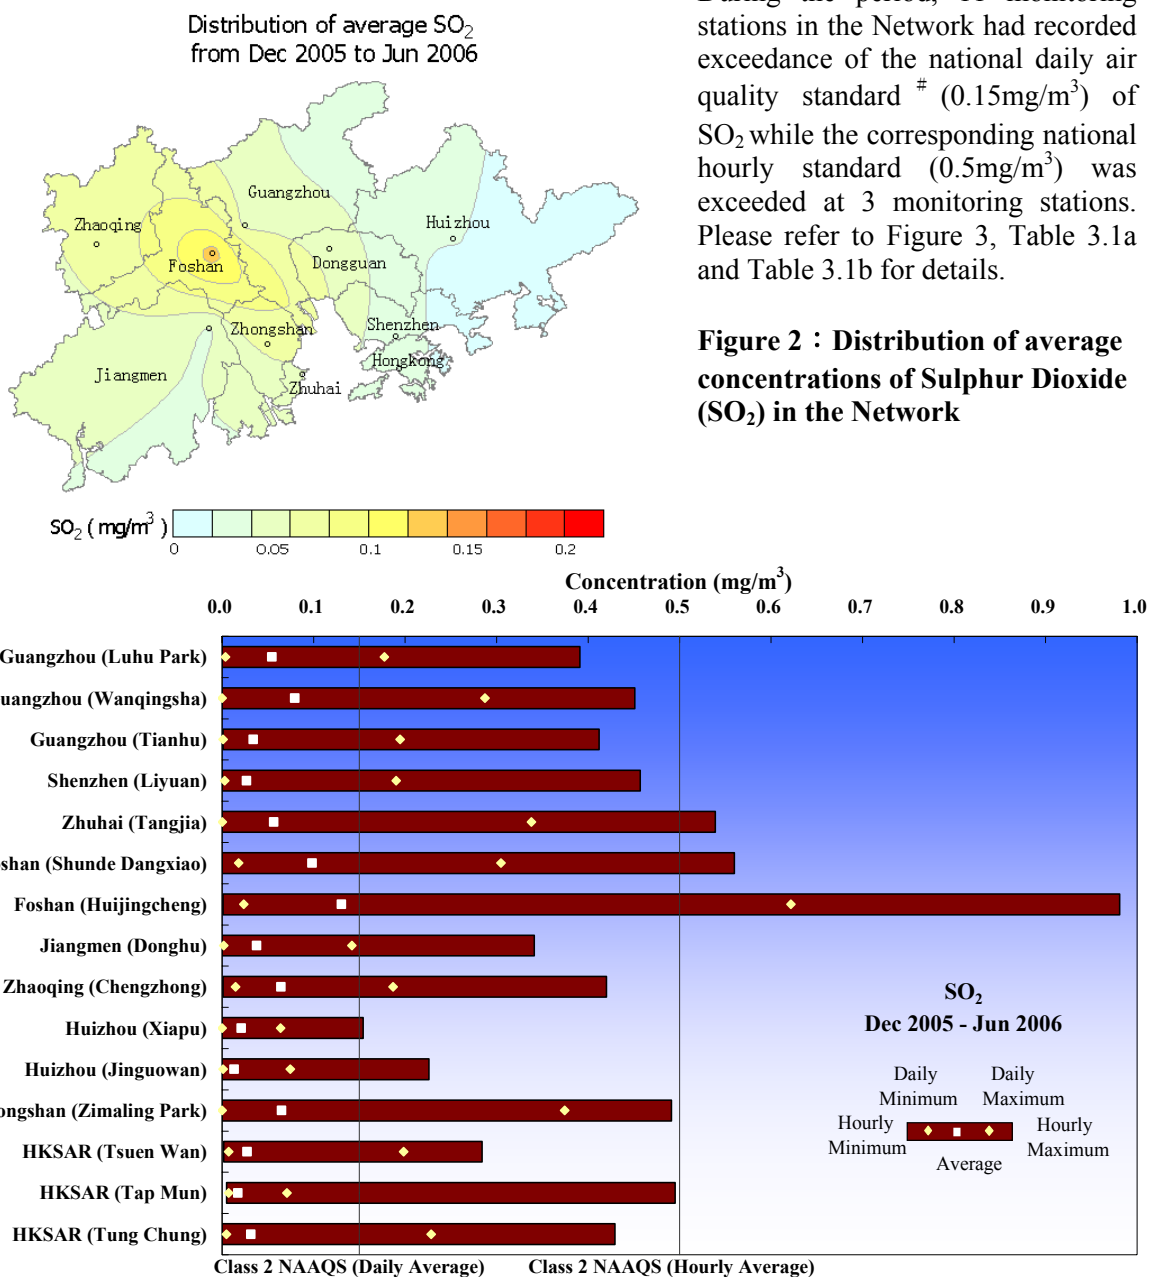 Distribution of average SO₂
from Dec 2005 to Jun 2006
stations in the Network had recorded
exceedance of the national daily air
quality standard # (0.15mg/m³) of
SO₂ while the corresponding national
hourly standard (0.5mg/m³) was
exceeded at 3 monitoring stations.
Please refer to Figure 3, Table 3.1a
and Table 3.1b for details.
Figure 2：Distribution of average
concentrations of Sulphur Dioxide
(SO₂) in the Network
Guangzhou
Zhaoqing
Huizhou
Foshan
Dongguan
Zhongshan
Shenzhen
Hongkong
Jiangmen
Zhuhai
SO₂ (mg/m³)
0 0.05 0.1 0.15 0.2
Concentration (mg/m³)
0.0 0.1 0.2 0.3 0.4 0.5 0.6 0.7 0.8 0.9 1.0
Guangzhou (Luhu Park)
uangzhou (Wanqingsha)
Guangzhou (Tianhu)
Shenzhen (Liyuan)
Zhuhai (Tangjia)
shan (Shunde Dangxiao)
Foshan (Huijingcheng)
Jiangmen (Donghu)
Zhaoqing (Chengzhong)
Huizhou (Xiapu)
Huizhou (Jinguowan)
ongshan (Zimaling Park)
HKSAR (Tsuen Wan)
HKSAR (Tap Mun)
HKSAR (Tung Chung)
SO₂
Dec 2005 - Jun 2006
Daily Minimum
Daily Maximum
Hourly Minimum
Hourly Maximum
Average
Class 2 NAAQS (Daily Average) Class 2 NAAQS (Hourly Average)